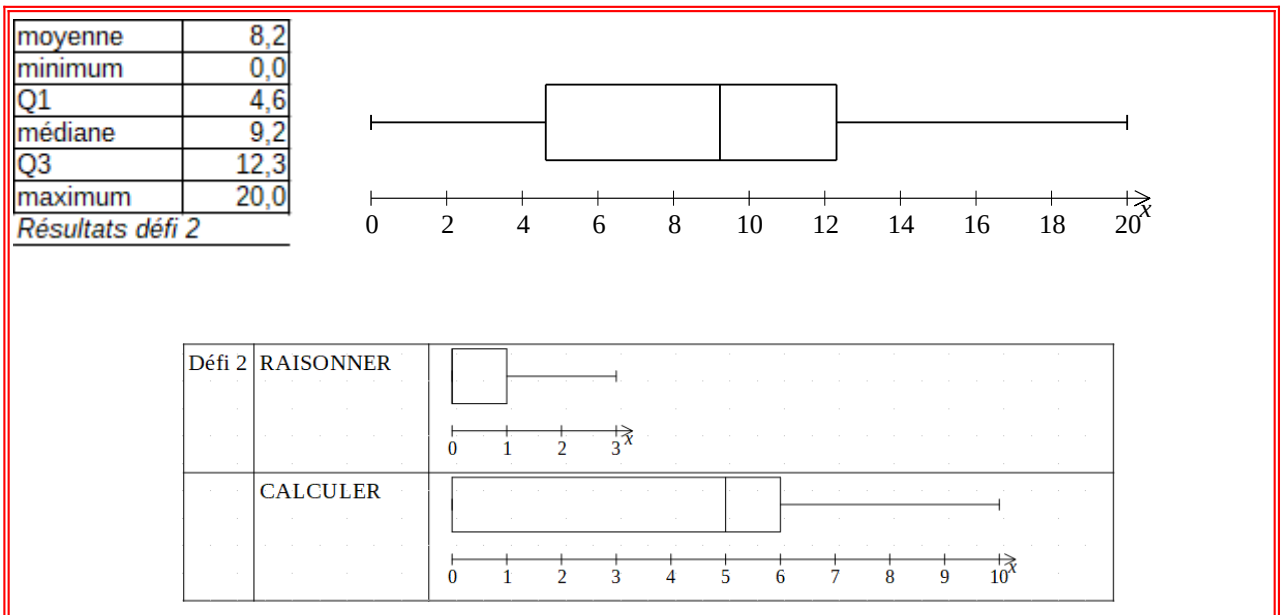 moyenne 8,2
minimum 0,0
Q1 4,6
médiane 9,2
Q3 12,3
maximum 20,0
Résultats défi 2
0 2 4 6 8 10 12 14 16 18 20 x
Défi 2 RAISONNER
0 1 2 3 x
CALCULER
0 1 2 3 4 5 6 7 8 9 10 x